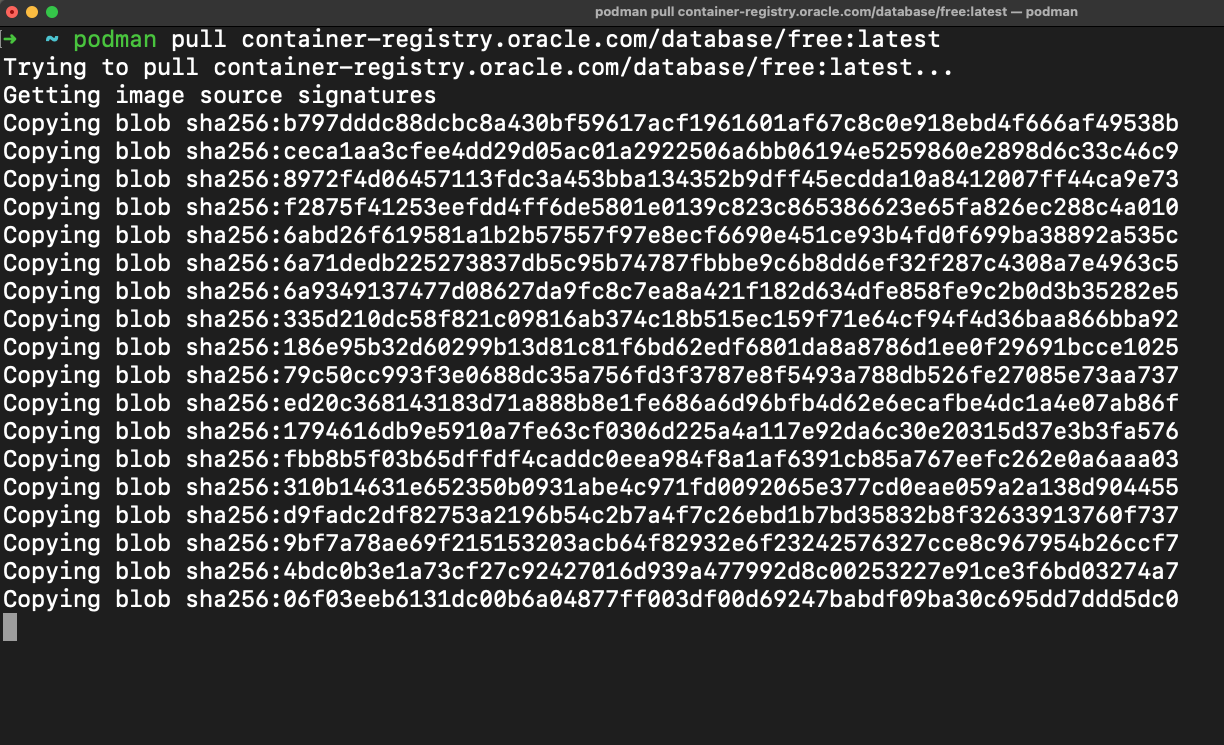 podman pull container-registry.oracle.com/database/free:latest — podman
➜ ~ podman pull container-registry.oracle.com/database/free:latest
Trying to pull container-registry.oracle.com/database/free:latest...
Getting image source signatures
Copying blob sha256:b797dddc88dcbc8a430bf59617acf1961601af67c8c0e918ebd4f666af49538b
Copying blob sha256:ceca1aa3cfee4dd29d05ac01a2922506a6bb06194e5259860e2898d6c33c46c9
Copying blob sha256:8972f4d06457113fdc3a453bba134352b9dff45ecdda10a8412007ff44ca9e73
Copying blob sha256:f2875f41253eefdd4ff6de5801e0139c823c865386623e65fa826ec288c4a010
Copying blob sha256:6abd26f619581a1b2b57557f97e8ecf6690e451ce93b4fd0f699ba38892a535c
Copying blob sha256:6a71dedb225273837db5c95b74787fbbbe9c6b8dd6ef32f287c4308a7e4963c5
Copying blob sha256:6a9349137477d08627da9fc8c7ea8a421f182d634dfe858fe9c2b0d3b35282e5
Copying blob sha256:335d210dc58f821c09816ab374c18b515ec159f71e64cf94f4d36baa866bba92
Copying blob sha256:186e95b32d60299b13d81c81f6bd62edf6801da8a8786d1ee0f29691bcce1025
Copying blob sha256:79c50cc993f3e0688dc35a756fd3f3787e8f5493a788db526fe27085e73aa737
Copying blob sha256:ed20c368143183d71a888b8e1fe686a6d96bfb4d62e6ecafbe4dc1a4e07ab86f
Copying blob sha256:1794616db9e5910a7fe63cf0306d225a4a117e92da6c30e20315d37e3b3fa576
Copying blob sha256:fbb8b5f03b65dffdf4caddc0eea984f8a1af6391cb85a767eefc262e0a6aaa03
Copying blob sha256:310b14631e652350b0931abe4c971fd0092065e377cd0eae059a2a138d904455
Copying blob sha256:d9fadc2df82753a2196b54c2b7a4f7c26ebd1b7bd35832b8f32633913760f737
Copying blob sha256:9bf7a78ae69f215153203acb64f82932e6f23242576327cce8c967954b26ccf7
Copying blob sha256:4bdc0b3e1a73cf27c92427016d939a477992d8c00253227e91ce3f6bd03274a7
Copying blob sha256:06f03eeb6131dc00b6a04877ff003df00d69247babdf09ba30c695dd7ddd5dc0